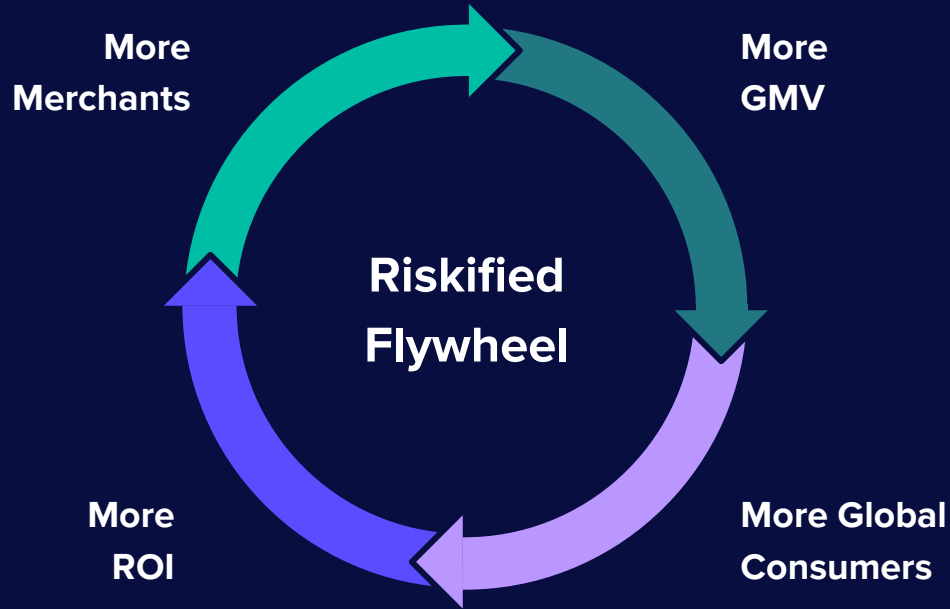 More
Merchants
More
GMV
Riskified
Flywheel
More
ROI
More Global
Consumers